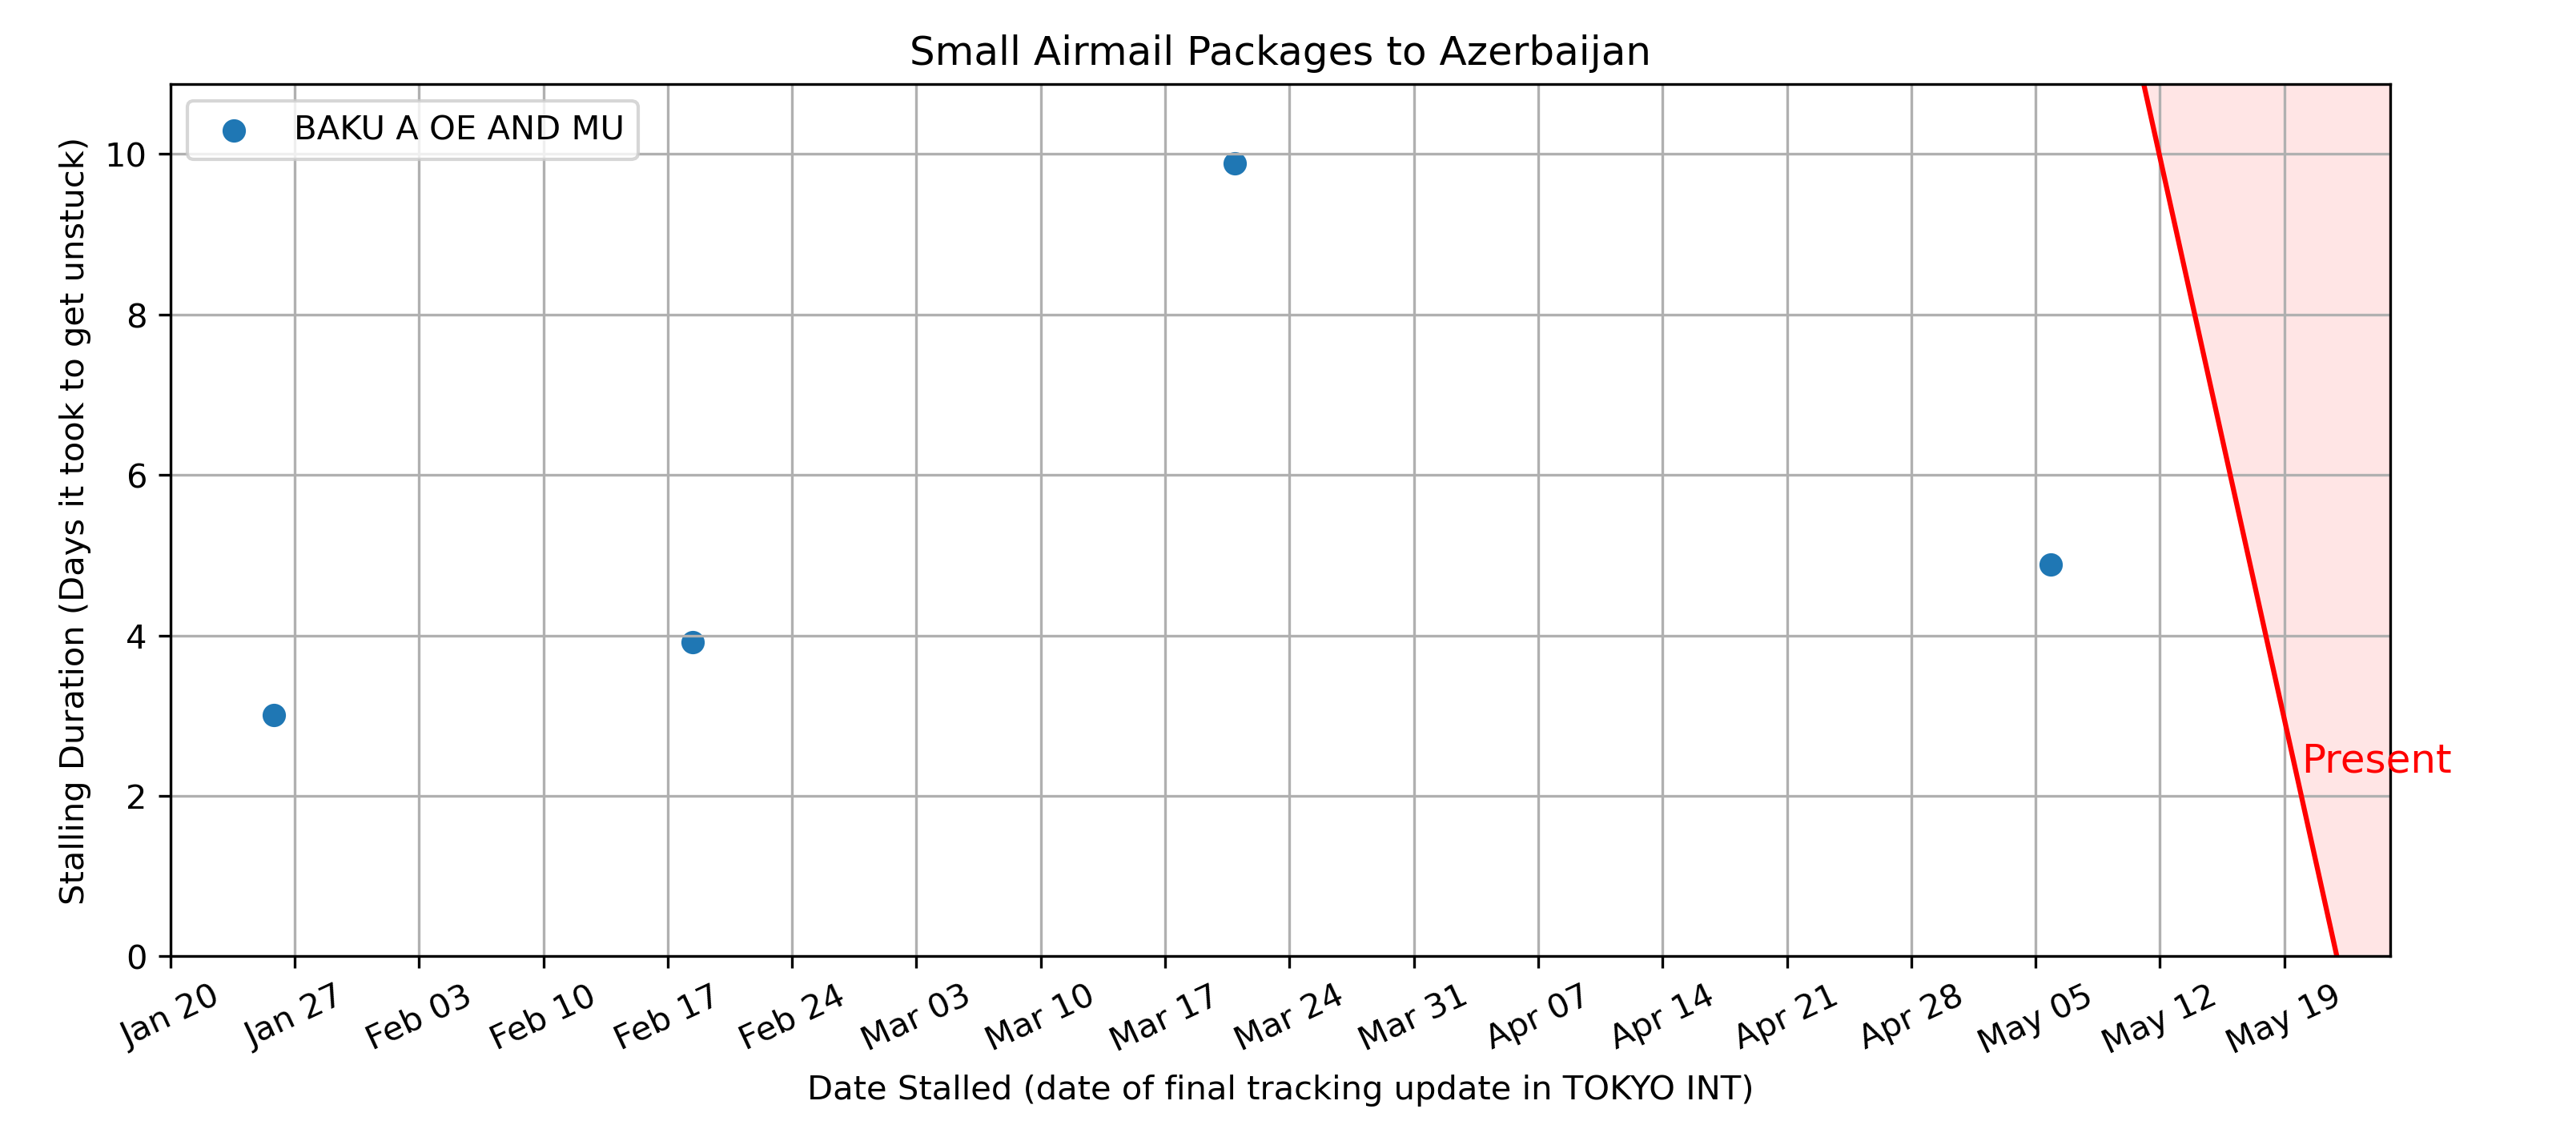 Small Airmail Packages to Azerbaijan
BAKU A OE AND MU
Stalling Duration (Days it took to get unstuck)
10
8
6
4
2
0
Present
Jan 20
Jan 27
Feb 03
Feb 10
Feb 17
Feb 24
Mar 03
Mar 10
Mar 17
Mar 24
Mar 31
Apr 07
Apr 14
Apr 21
Apr 28
May 05
May 12
May 19
Date Stalled (date of final tracking update in TOKYO INT)